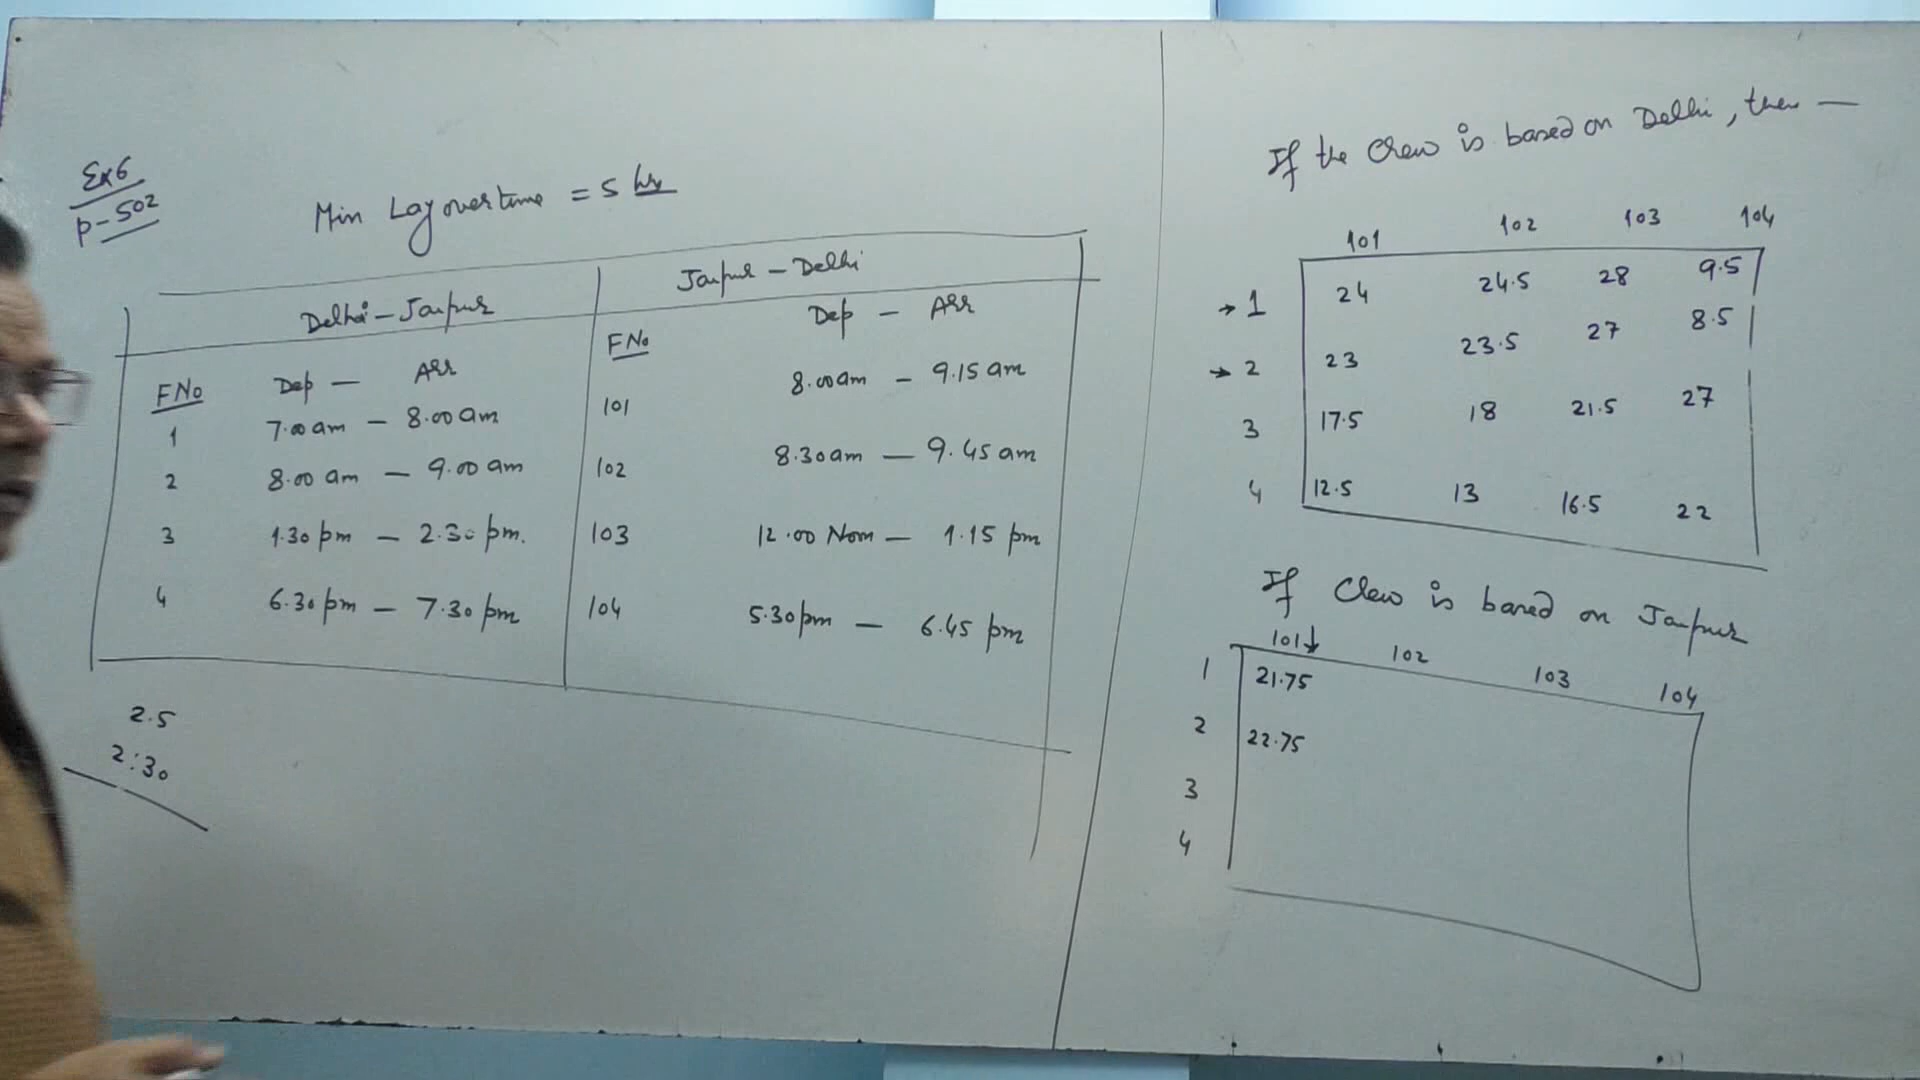 Ex6
P-502
Min Layover time = 5 hr
Delhi - Jaipur
Jaipur - Delhi
FNo Dep - Arr
FNo Dep - Arr
1 7.00 am - 8.00 am
101 8.00 am - 9.15 am
2 8.00 am - 9.00 am
102 8.30 am - 9.45 am
3 1.30 pm - 2.30 pm.
103 12.00 Noon - 1.15 pm
4 6.30 pm - 7.30 pm
104 5.30 pm - 6.45 pm
2.5
2:30
If the Crew is based on Delhi, then -
101 102 103 104
→ 1 24 24.5 28 9.5
→ 2 23 23.5 27 8.5
3 17.5 18 21.5 27
4 12.5 13 16.5 22
If Crew is based on Jaipur
101↓ 102 103 104
1 21.75
2 22.75
3
4